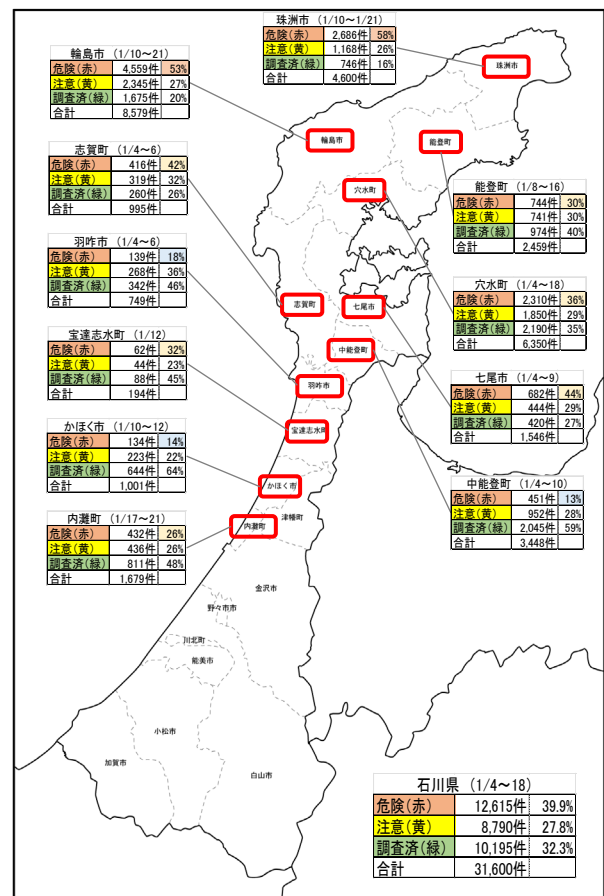 珠洲市 (1/10~1/21)
危険(赤) 2,686件 58%
注意(黄) 1,168件 26%
調査済(緑) 746件 16%
合計 4,600件
輪島市 (1/10~21)
危険(赤) 4,559件 53%
注意(黄) 2,345件 27%
調査済(緑) 1,675件 20%
合計 8,579件
志賀町 (1/4~6)
危険(赤) 416件 42%
注意(黄) 319件 32%
調査済(緑) 260件 26%
合計 995件
羽咋市 (1/4~6)
危険(赤) 139件 18%
注意(黄) 268件 36%
調査済(緑) 342件 46%
合計 749件
宝達志水町 (1/12)
危険(赤) 62件 32%
注意(黄) 44件 23%
調査済(緑) 88件 45%
合計 194件
かほく市 (1/10~12)
危険(赤) 134件 14%
注意(黄) 223件 22%
調査済(緑) 644件 64%
合計 1,001件
内灘町 (1/17~21)
危険(赤) 432件 26%
注意(黄) 436件 26%
調査済(緑) 811件 48%
合計 1,679件
能登町 (1/8~16)
危険(赤) 744件 30%
注意(黄) 741件 30%
調査済(緑) 974件 40%
合計 2,459件
穴水町 (1/4~18)
危険(赤) 2,310件 36%
注意(黄) 1,850件 29%
調査済(緑) 2,190件 35%
合計 6,350件
七尾市 (1/4~9)
危険(赤) 682件 44%
注意(黄) 444件 29%
調査済(緑) 420件 27%
合計 1,546件
中能登町 (1/4~10)
危険(赤) 451件 13%
注意(黄) 952件 28%
調査済(緑) 2,045件 59%
合計 3,448件
珠洲市
輪島市
能登町
穴水町
志賀町
七尾市
中能登町
羽咋市
宝達志水町
かほく市
津幡町
内灘町
金沢市
野々市市
川北町
能美市
小松市
加賀市
白山市
石川県 (1/4~18)
危険(赤) 12,615件 39.9%
注意(黄) 8,790件 27.8%
調査済(緑) 10,195件 32.3%
合計 31,600件